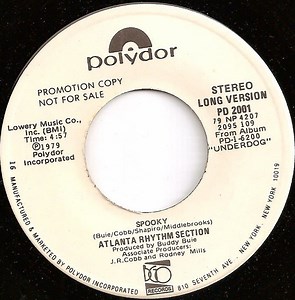 polydor
PROMOTION COPY
NOT FOR SALE
Lowery Music Co.,
Inc. (BMI)
Time: 4:57
℗1979
Polydor
Incorporated
STEREO
LONG VERSION
PD 2001
79 NP4207
2095 109
From Album
PD-1-6200
"UNDERDOG"
SPOOKY
(Buie/Cobb/Shapiro/Middlebrooks)
ATLANTA RHYTHM SECTION
Produced by Buddy Buie
Associate Producers:
J.R.Cobb and Rodney Mills
RECORDS
16 MANUFACTURED & MARKETED BY POLYDOR INCORPORATED 810 SEVENTH AVE. NEW YORK, NEW YORK 10019